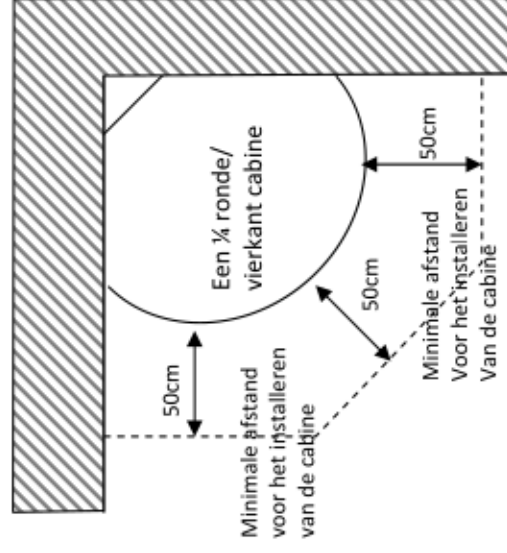 Een ¼ ronde/
vierkant cabine
50cm
Minimale afstand
voor het installeren
van de cabine
50cm
50cm
Minimale afstand
Voor het installeren
Van de cabine